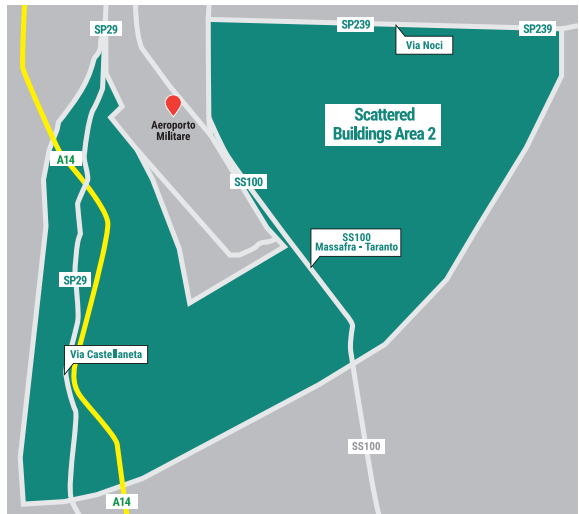 SP29
SP239
SP239
Via Noci
Scattered
Buildings Area 2
Aeroporto
Militare
A14
SS100
SP29
SS100
Massafra - Taranto
Via Castellaneta
SS100
A14